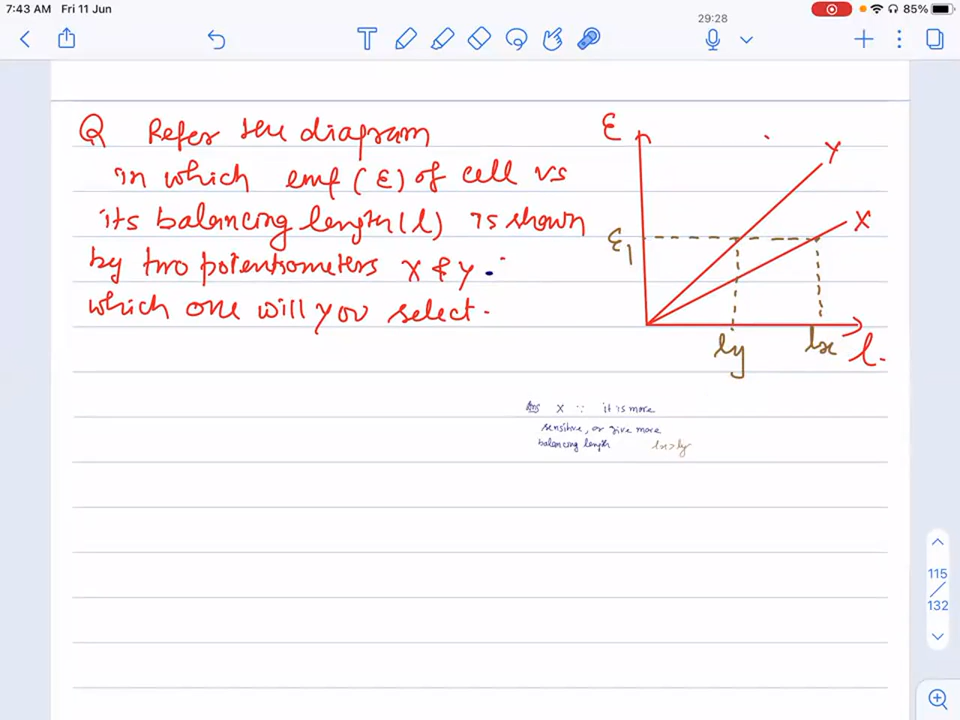 7:43 AM Fri 11 Jun
29:28
85%
Q Refer the diagram
in which emf (ε) of cell vs
its balancing length (l) is shown
by two potentiometers X & Y.
which one will you select.
ε
Y
X
ε1
ly
lx
l.
Ans X ∵ it is more
sensitive, or give more
balancing length lx>ly
115
/
132